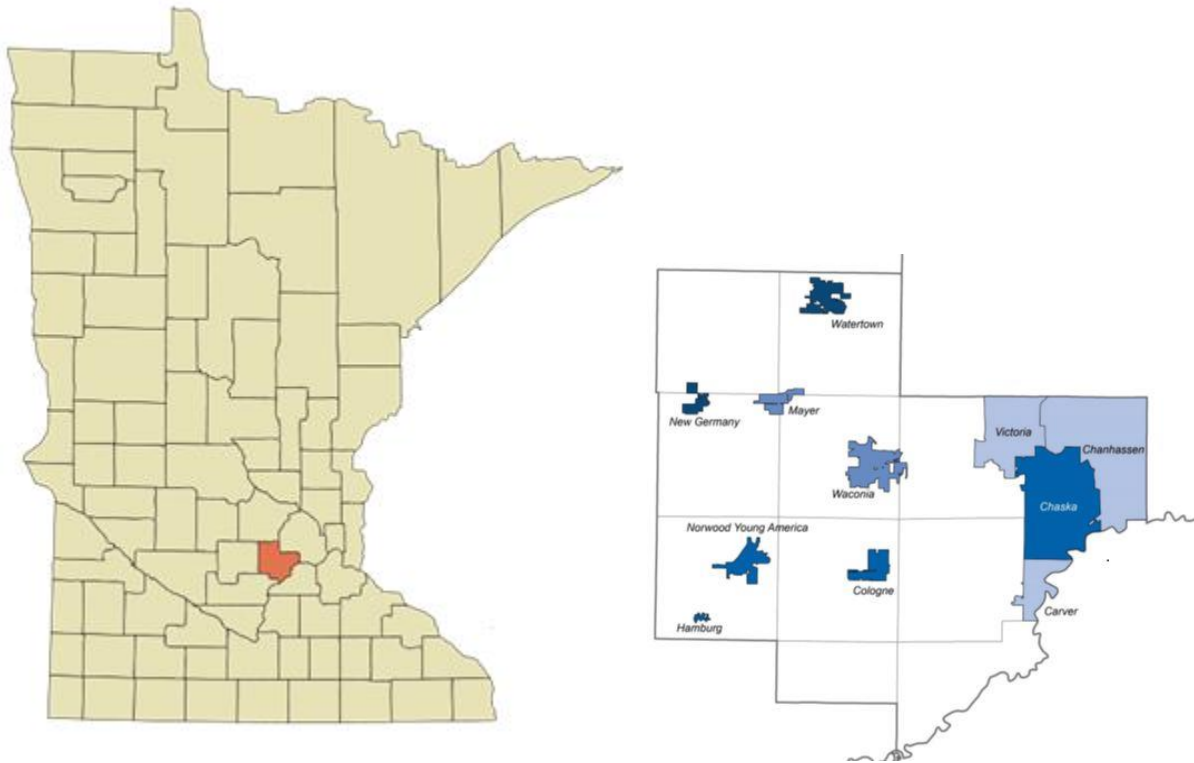 Watertown
New Germany
Mayer
Victoria
Chanhassen
Waconia
Chaska
Norwood Young America
Cologne
Carver
Hamburg